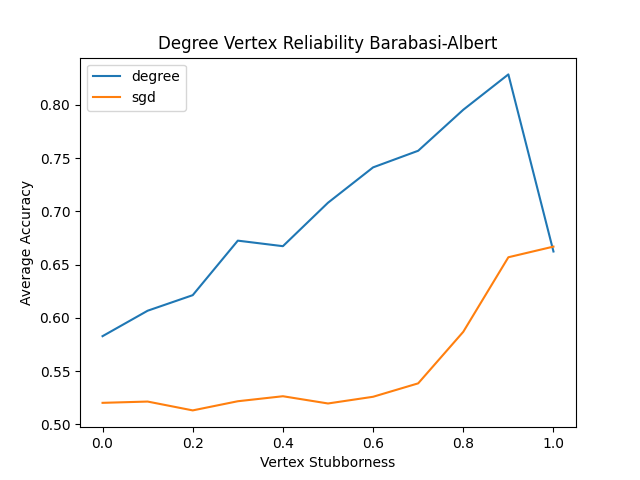 Degree Vertex Reliability Barabasi-Albert
degree
sgd
Average Accuracy
0.80
0.75
0.70
0.65
0.60
0.55
0.50
0.0 0.2 0.4 0.6 0.8 1.0
Vertex Stubborness